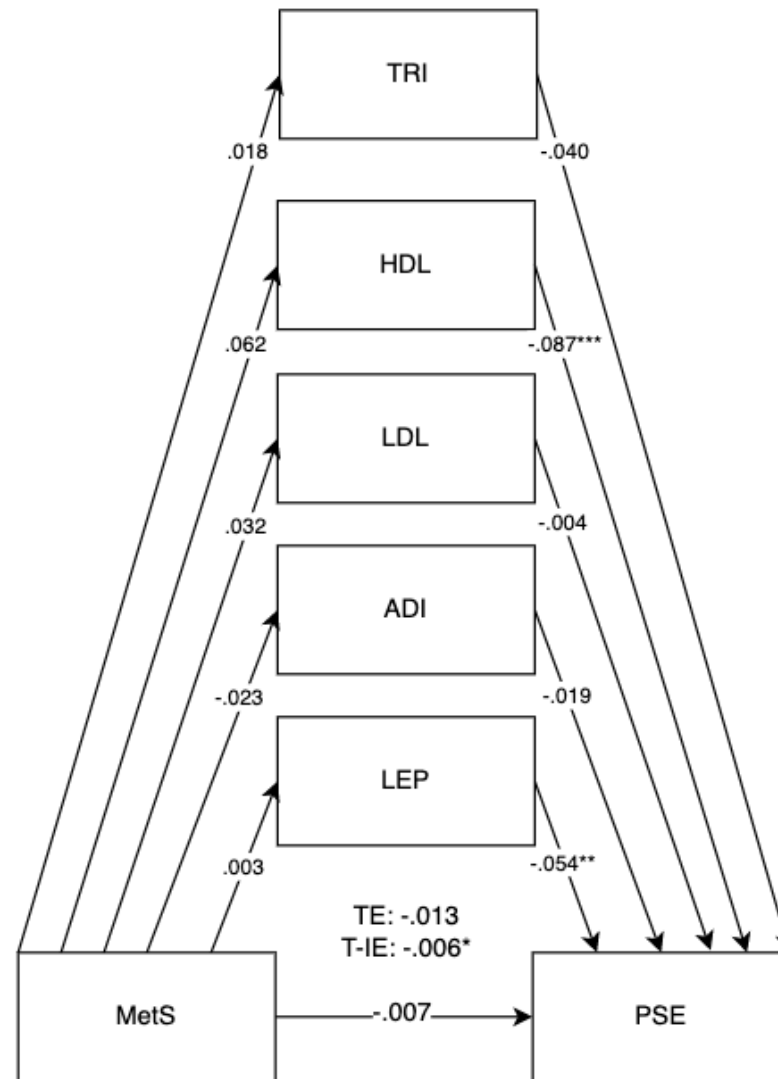 TRI
.018
-.040
HDL
.062
-.087***
LDL
.032
-.004
ADI
-.023
-.019
LEP
.003
-.054**
TE: -.013
T-IE: -.006*
MetS
-.007
PSE